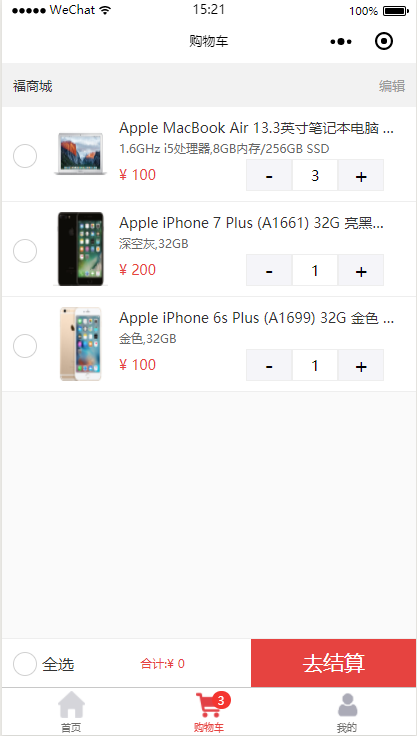 WeChat 15:21 100%
购物车
福商城 编辑
Apple MacBook Air 13.3英寸笔记本电脑 ...
1.6GHz i5处理器,8GB内存/256GB SSD
¥ 100 - 3 +
Apple iPhone 7 Plus (A1661) 32G 亮黑...
深空灰,32GB
¥ 200 - 1 +
Apple iPhone 6s Plus (A1699) 32G 金色 ...
金色,32GB
¥ 100 - 1 +
全选 合计:¥ 0 去结算
3
首页 购物车 我的